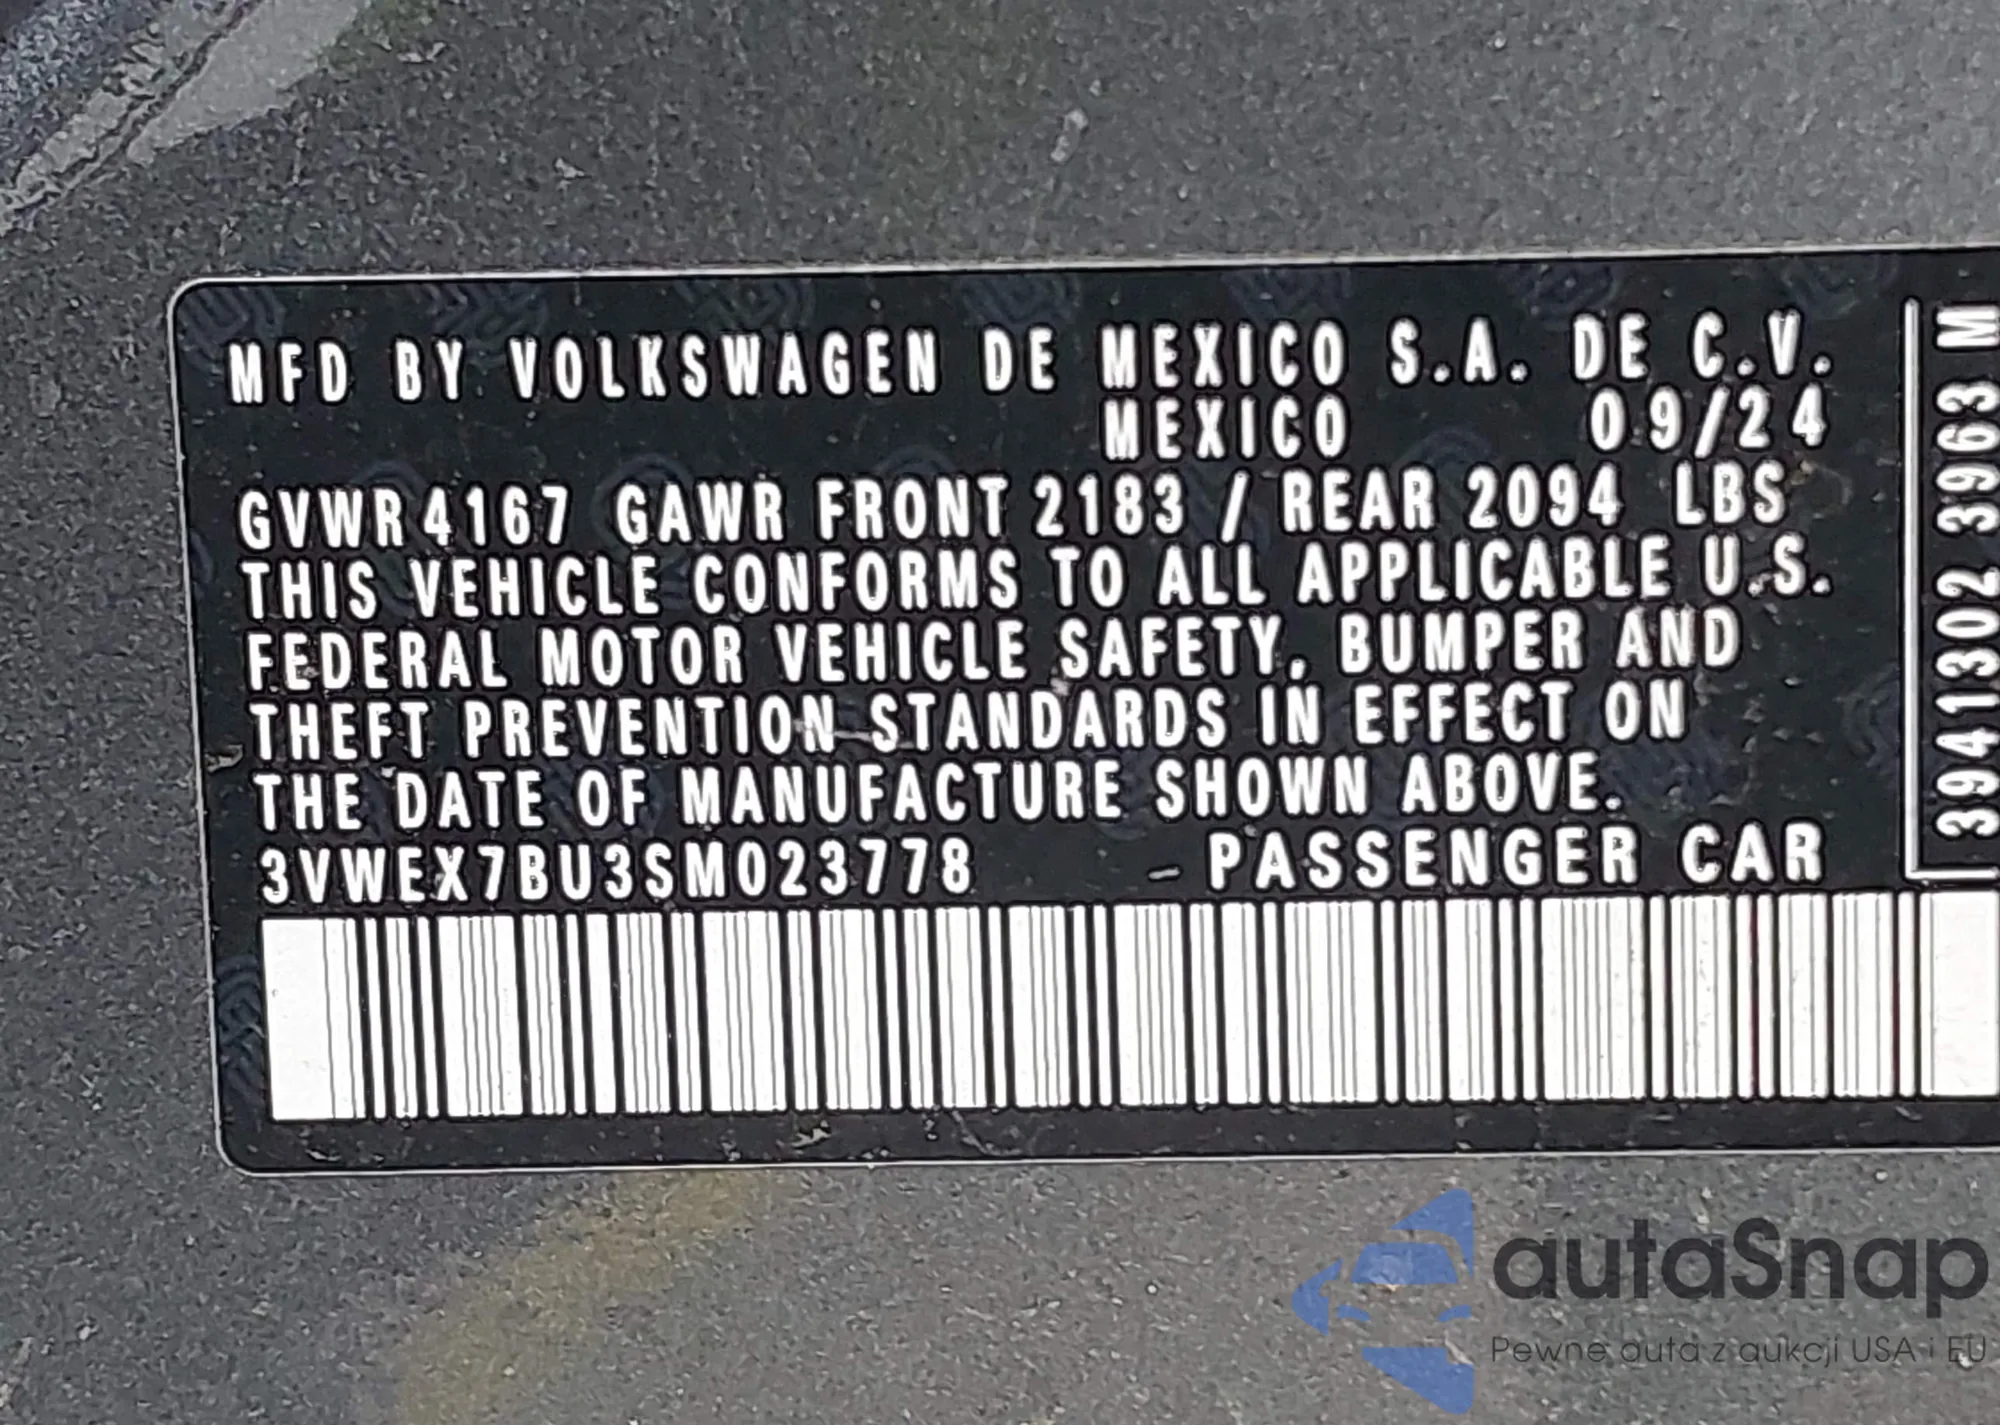 MFD BY VOLKSWAGEN DE MEXICO S.A. DE C.V.
MEXICO 09/24
GVWR 4167 GAWR FRONT 2183 / REAR 2094 LBS
THIS VEHICLE CONFORMS TO ALL APPLICABLE U.S.
FEDERAL MOTOR VEHICLE SAFETY, BUMPER AND
THEFT PREVENTION STANDARDS IN EFFECT ON
THE DATE OF MANUFACTURE SHOWN ABOVE.
3VWEX7BU3SM023778 - PASSENGER CAR
3941302 3963 M
autaSnap
Pewne auta z aukcji USA i EU